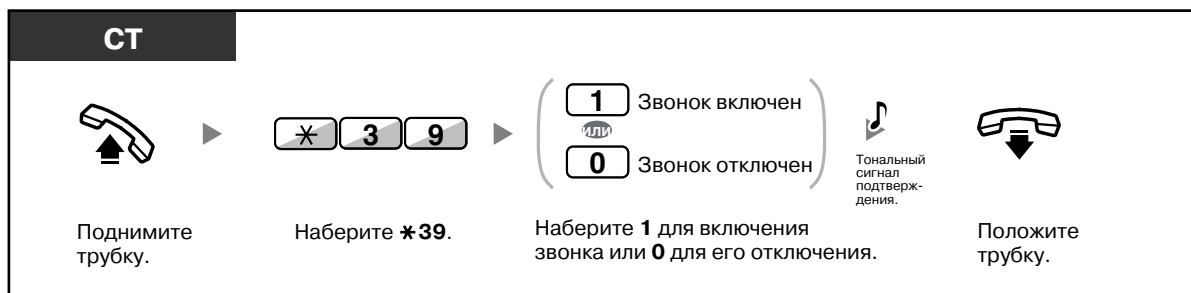 СТ
1 Звонок включен
или
✳ 3 9
0 Звонок отключен
Тональный
сигнал
подтверж-
дения.
Поднимите
трубку.
Наберите ✳39.
Наберите 1 для включения
звонка или 0 для его отключения.
Положите
трубку.